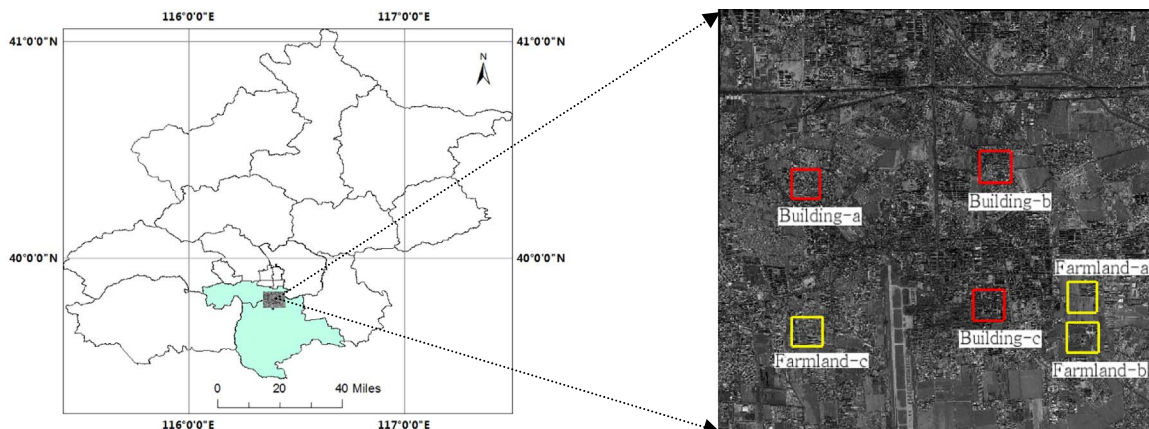 116°0'0"E 117°0'0"E
41°0'0"N 41°0'0"N
N
40°0'0"N 40°0'0"N
0 20 40 Miles
116°0'0"E 117°0'0"E
Building-a
Building-b
Farmland-a
Building-c
Farmland-c
Farmland-b